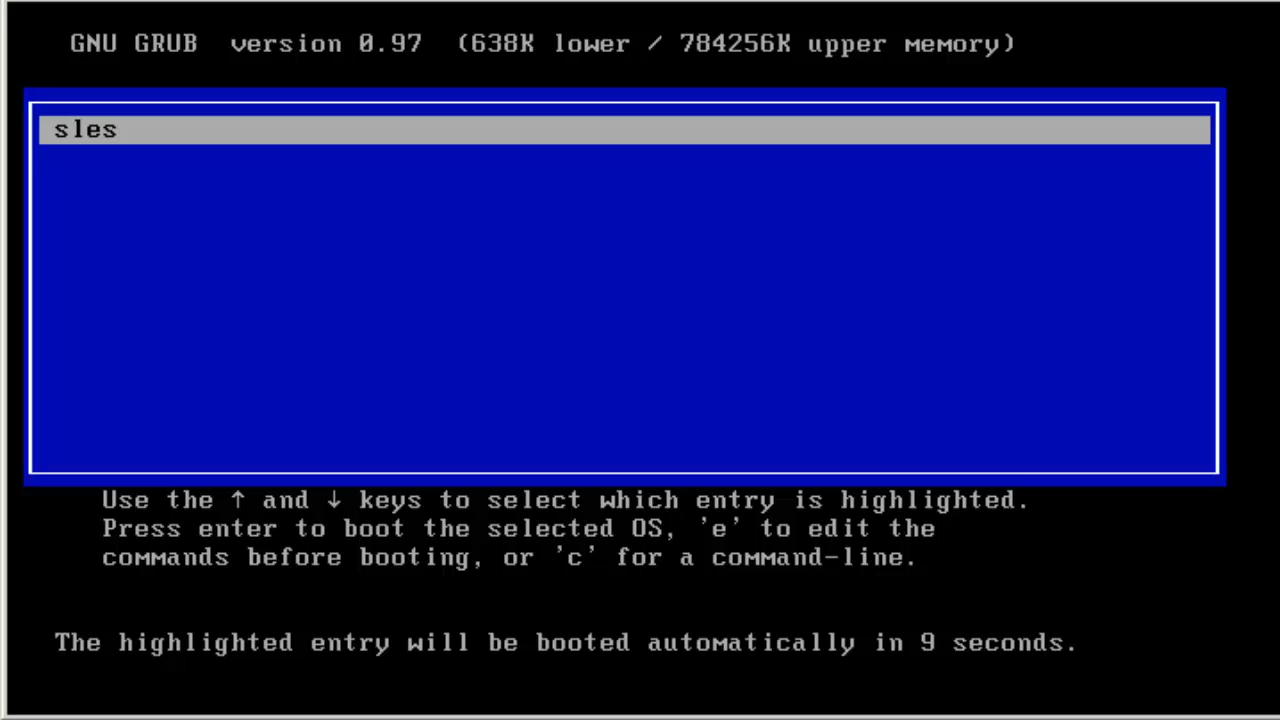 GNU GRUB  version 0.97  (638K lower / 784256K upper memory)
sles
Use the ↑ and ↓ keys to select which entry is highlighted.
Press enter to boot the selected OS, 'e' to edit the
commands before booting, or 'c' for a command-line.
The highlighted entry will be booted automatically in 9 seconds.